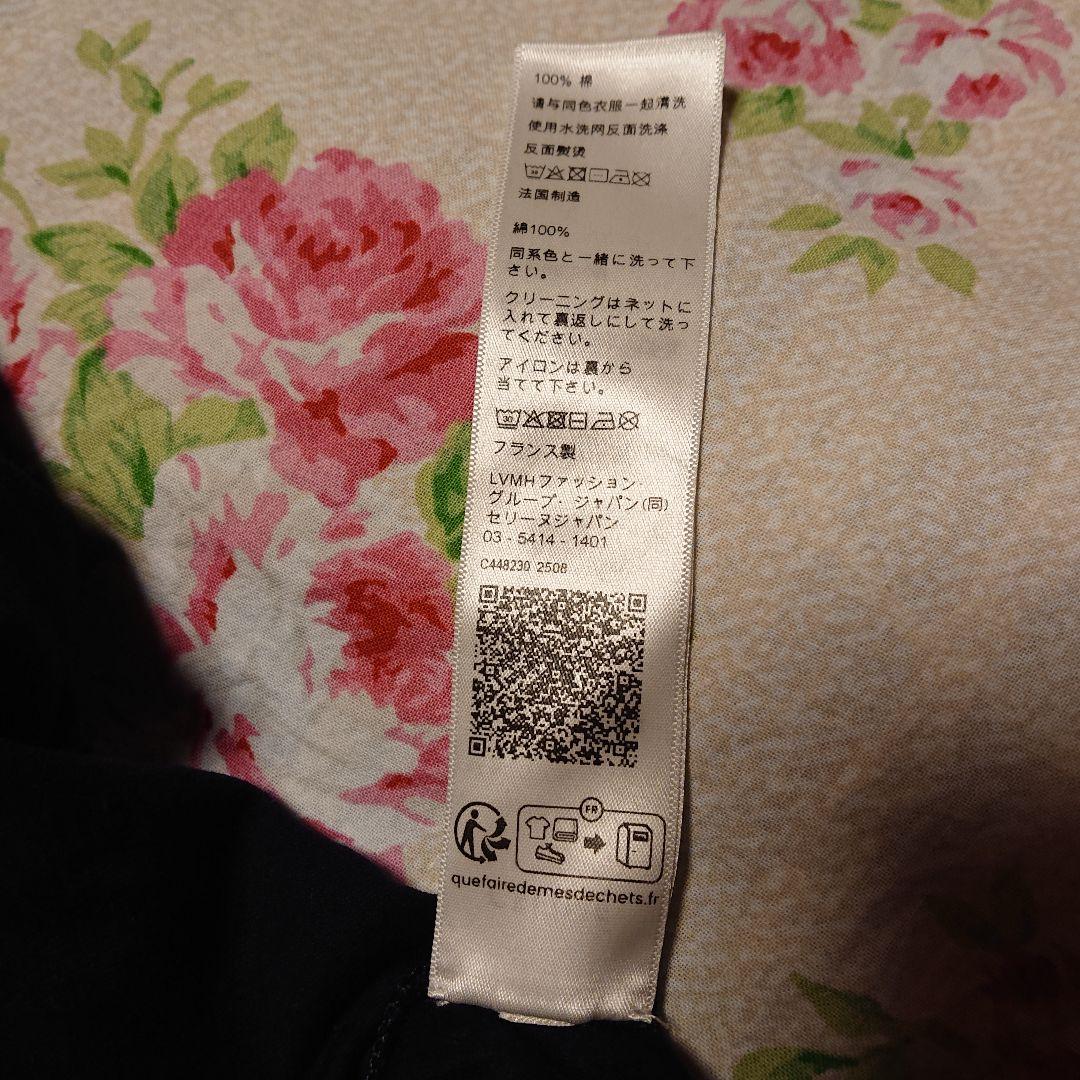 100% 棉
请与同色衣服一起清洗
使用水洗网反面洗涤
反面熨烫
法国制造
綿100%
同系色と一緒に洗って下
さい。
クリーニングはネットに
入れて裏返しにして洗っ
てください。
アイロンは裏から
当てて下さい。
30
フランス製
LVMHファッション・
グループ・ジャパン(同)
セリーヌジャパン
03 - 5414 - 1401
C448230 2508
FR
quefairedemesdechets.fr